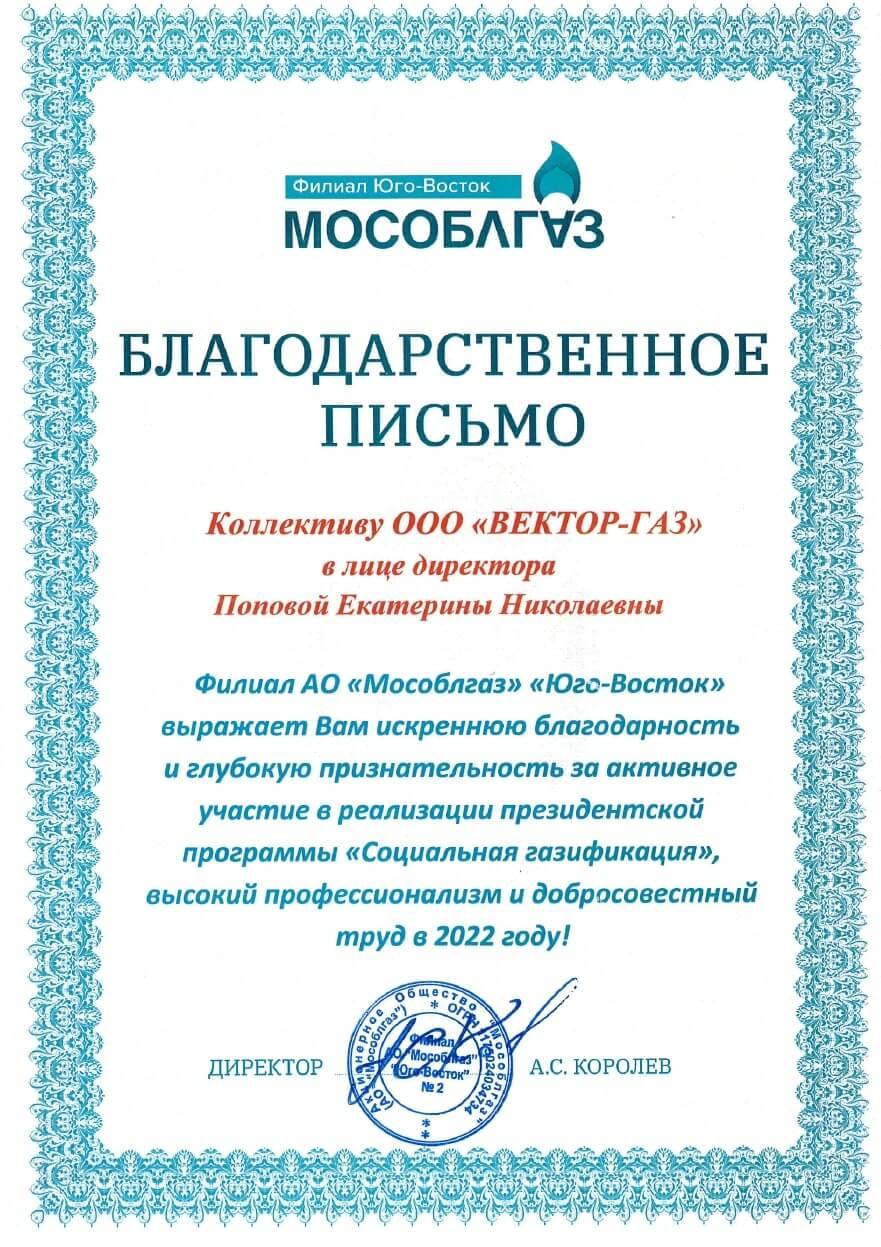 Филиал Юго-Восток
МОСОБЛГАЗ
БЛАГОДАРСТВЕННОЕ
ПИСЬМО
Коллективу ООО «ВЕКТОР-ГАЗ»
в лице директора
Поповой Екатерины Николаевны
Филиал АО «Мособлгаз» «Юго-Восток»
выражает Вам искреннюю благодарность
и глубокую признательность за активное
участие в реализации президентской
программы «Социальная газификация»,
высокий профессионализм и добросовестный
труд в 2022 году!
ДИРЕКТОР
Акционерное Общество "Мособлгаз"
(АО "Мособлгаз") * ОГРН
Филиал
АО "Мособлгаз"
"Юго-Восток"
№ 2
А.С. КОРОЛЕВ